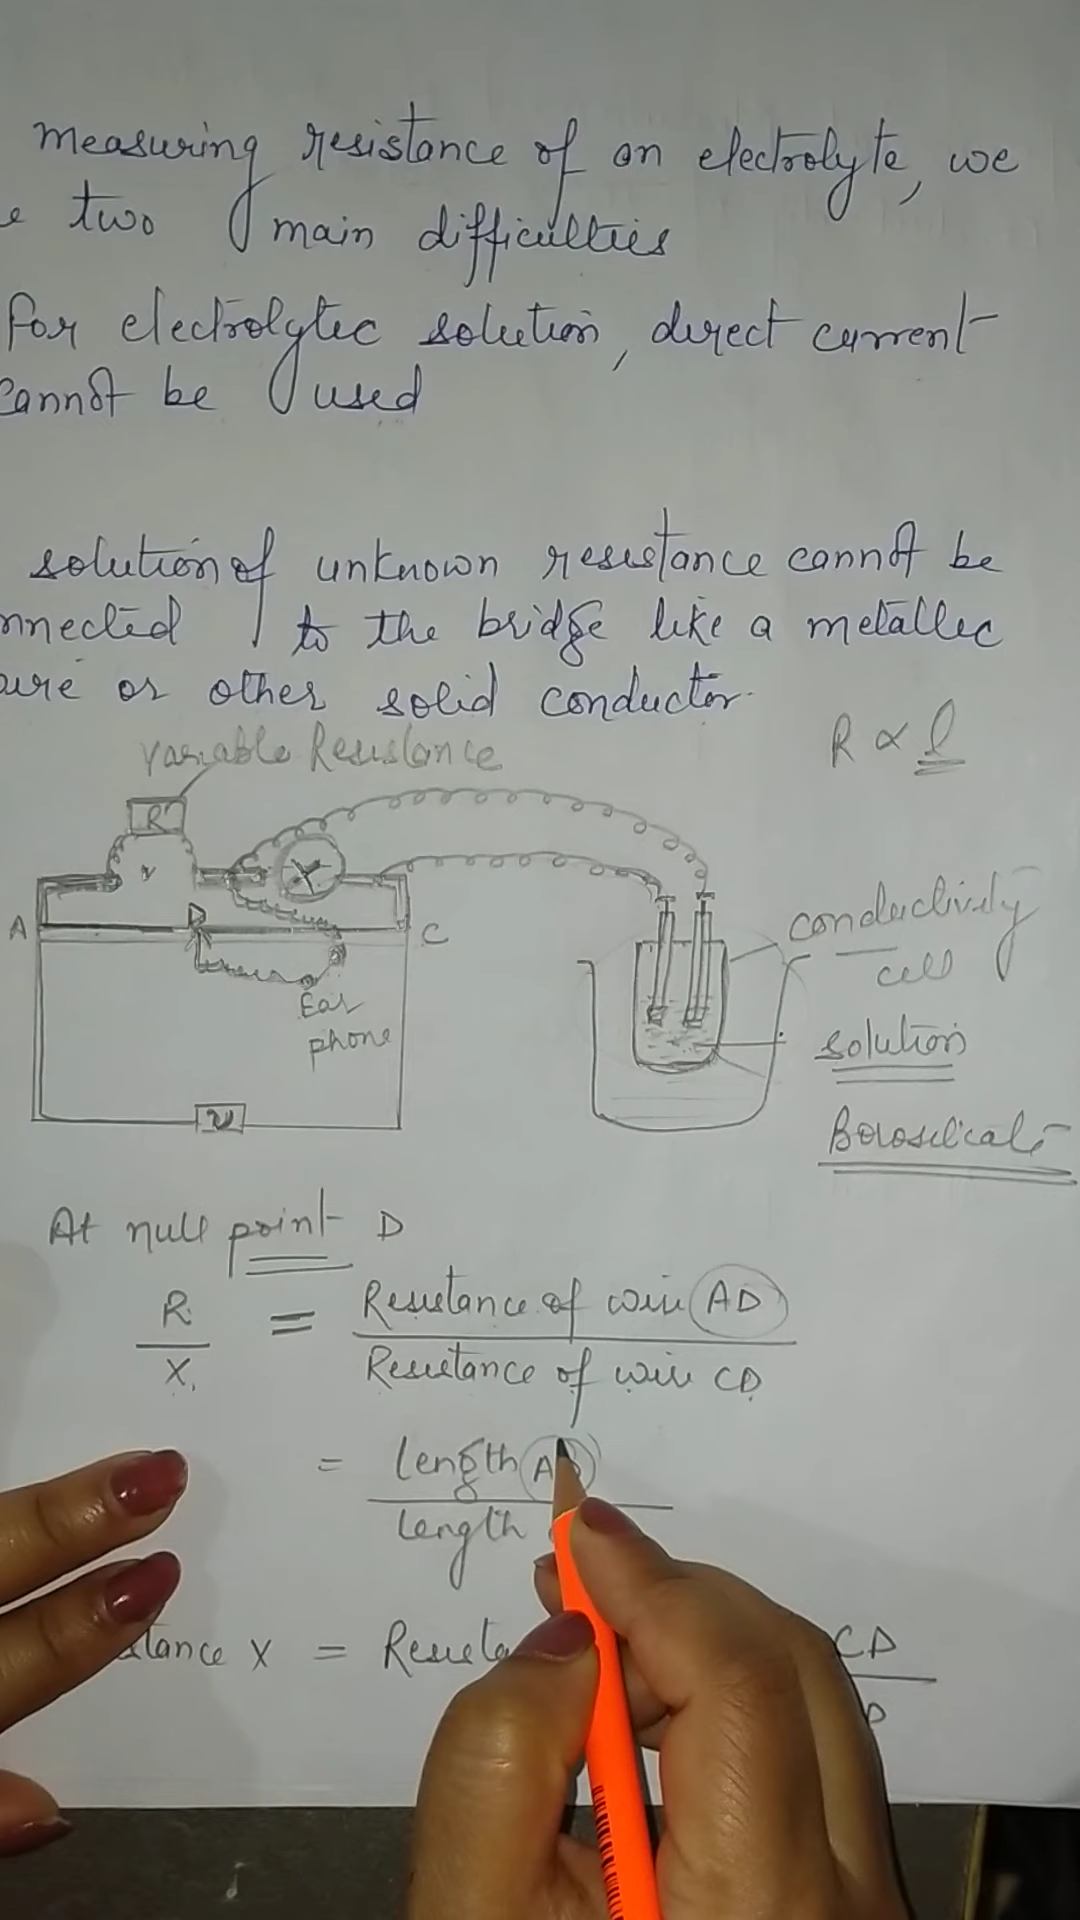 measuring resistance of an electrolyte, we
e two main difficulties
For electrolytic solution, direct current
cannot be used
solution of unknown resistance cannot be
nnected to the bridge like a metallic
wire or other solid conductor.
R ∝ l
Variable Resistance
R
A
D
C
Ear
phone
conductivity
cell
solution
Borosilicate
At null point D
R/X = Resistance of wire AD / Resistance of wire CD
= length A / length
stance X = Resista CD
D